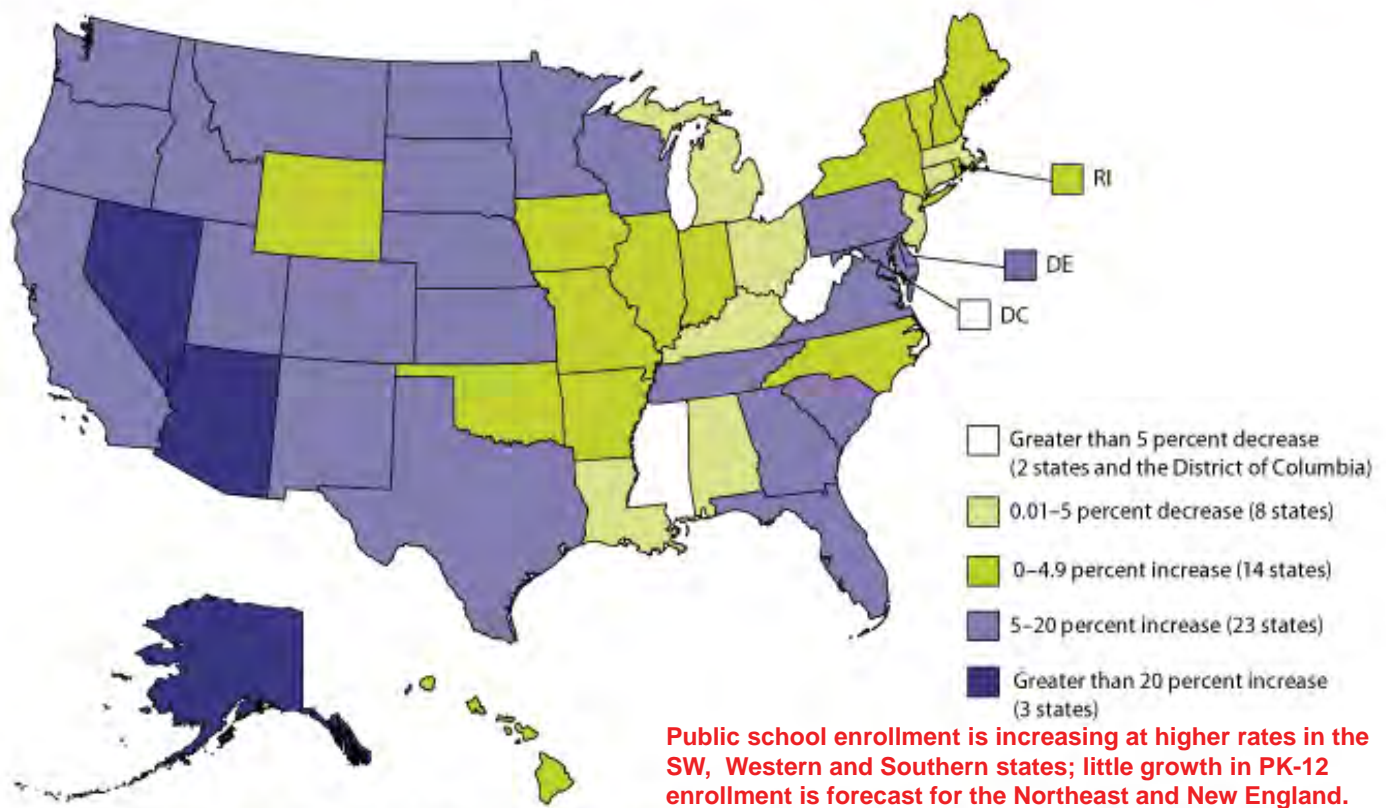 RI
DE
DC
Greater than 5 percent decrease
(2 states and the District of Columbia)
0.01–5 percent decrease (8 states)
0–4.9 percent increase (14 states)
5–20 percent increase (23 states)
Greater than 20 percent increase
(3 states)
Public school enrollment is increasing at higher rates in the
SW, Western and Southern states; little growth in PK-12
enrollment is forecast for the Northeast and New England.